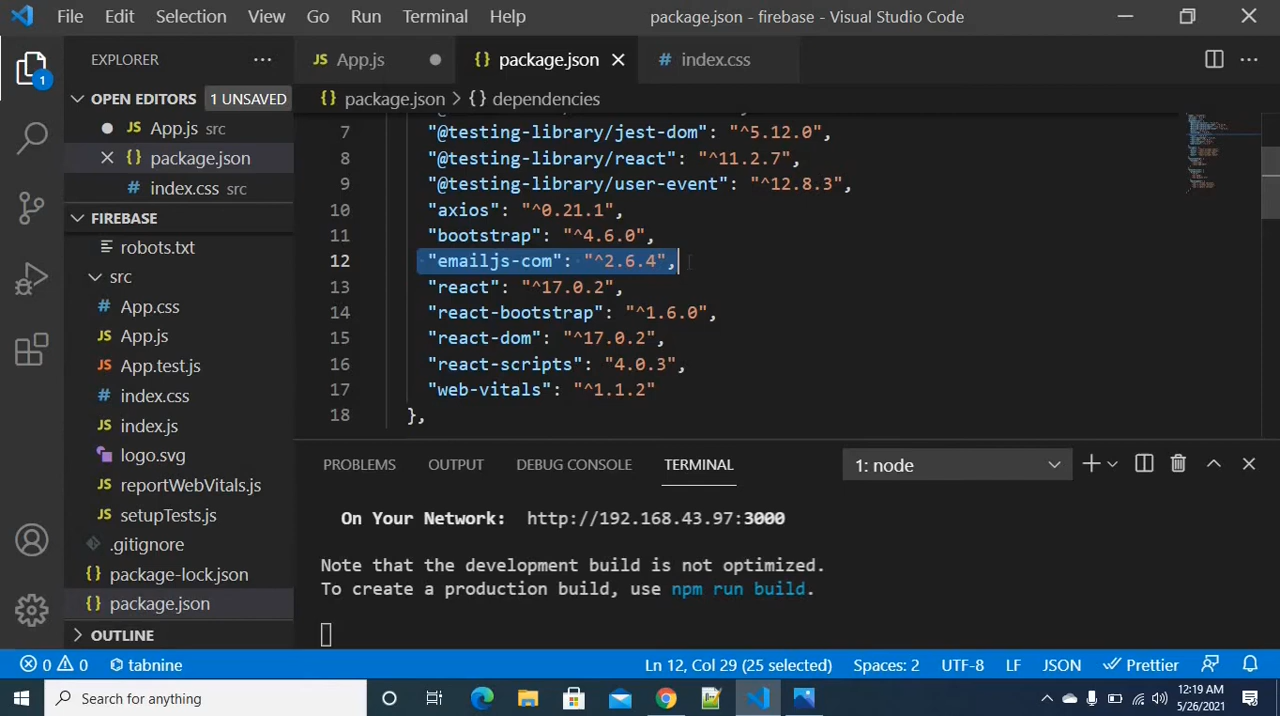 File Edit Selection View Go Run Terminal Help package.json - firebase - Visual Studio Code
EXPLORER
OPEN EDITORS 1 UNSAVED
JS App.js src
{} package.json
# index.css src
FIREBASE
robots.txt
src
# App.css
JS App.js
JS App.test.js
# index.css
JS index.js
logo.svg
JS reportWebVitals.js
JS setupTests.js
.gitignore
{} package-lock.json
{} package.json
OUTLINE
1
JS App.js {} package.json # index.css
{} package.json > {} dependencies
7 "@testing-library/jest-dom": "^5.12.0",
8 "@testing-library/react": "^11.2.7",
9 "@testing-library/user-event": "^12.8.3",
10 "axios": "^0.21.1",
11 "bootstrap": "^4.6.0",
12 "emailjs-com": "^2.6.4",
13 "react": "^17.0.2",
14 "react-bootstrap": "^1.6.0",
15 "react-dom": "^17.0.2",
16 "react-scripts": "4.0.3",
17 "web-vitals": "^1.1.2"
18 },
PROBLEMS OUTPUT DEBUG CONSOLE TERMINAL 1: node
On Your Network: http://192.168.43.97:3000
Note that the development build is not optimized.
To create a production build, use npm run build.
0 0 tabnine Ln 12, Col 29 (25 selected) Spaces: 2 UTF-8 LF JSON Prettier
Search for anything 12:19 AM
5/26/2021